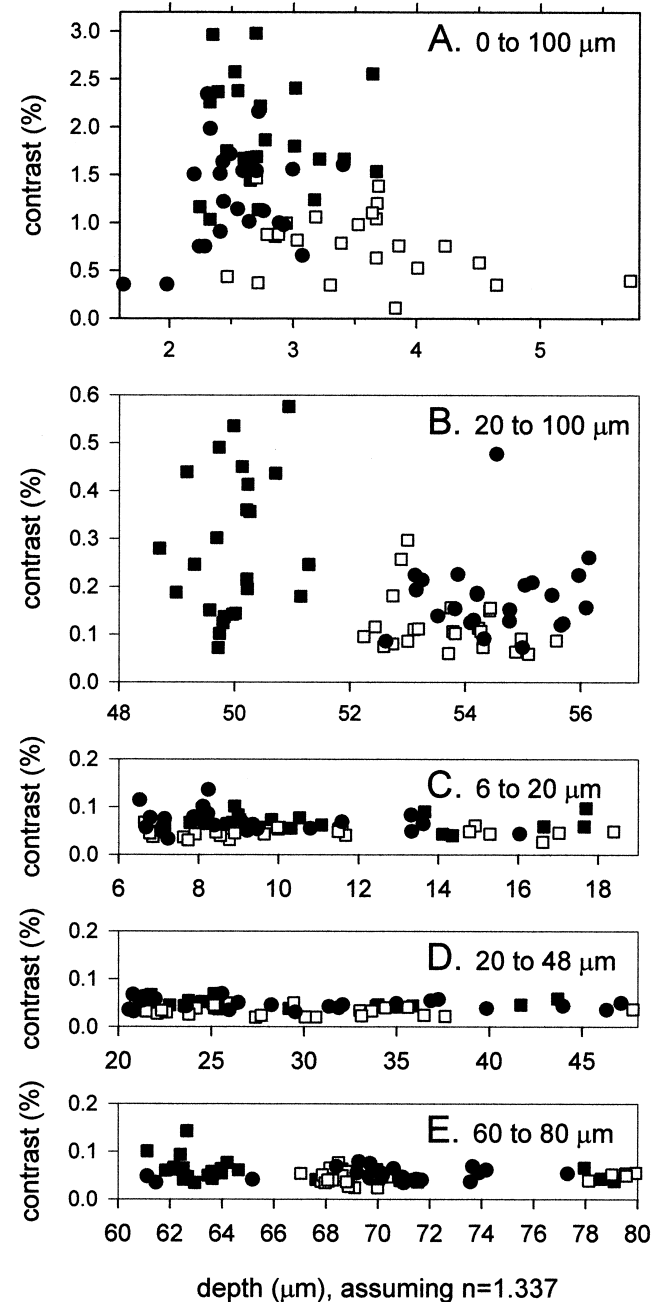 A. 0 to 100 µm
3.0
2.5
2.0
1.5
1.0
0.5
0.0
contrast (%)
2 3 4 5
B. 20 to 100 µm
0.6
0.5
0.4
0.3
0.2
0.1
0.0
contrast (%)
48 50 52 54 56
C. 6 to 20 µm
0.2
0.1
0.0
contrast (%)
6 8 10 12 14 16 18
D. 20 to 48 µm
0.2
0.1
0.0
contrast (%)
20 25 30 35 40 45
E. 60 to 80 µm
0.2
0.1
0.0
contrast (%)
60 62 64 66 68 70 72 74 76 78 80
depth (µm), assuming n=1.337